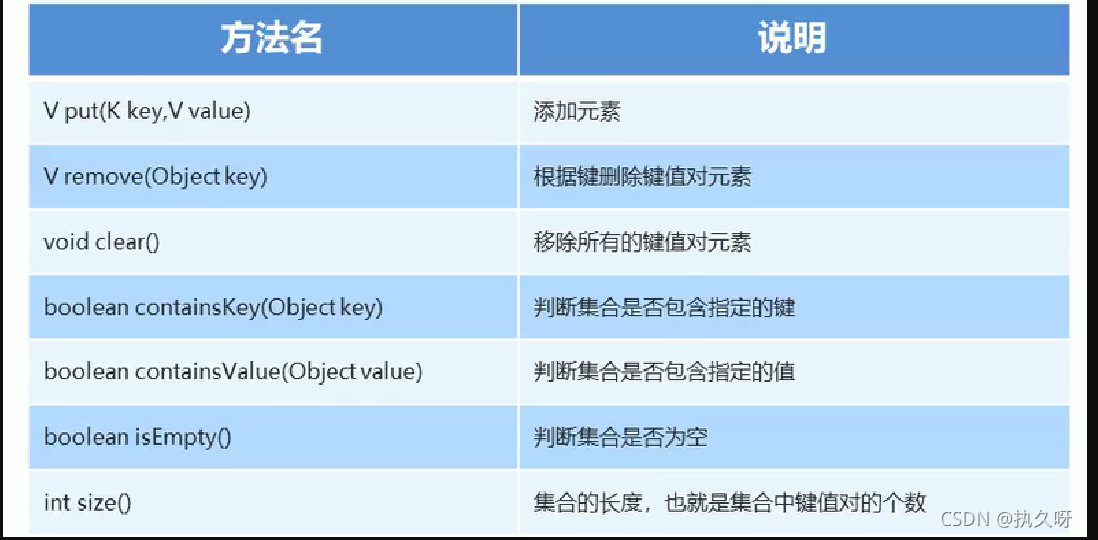 方法名 说明
V put(K key,V value) 添加元素
V remove(Object key) 根据键删除键值对元素
void clear() 移除所有的键值对元素
boolean containsKey(Object key) 判断集合是否包含指定的键
boolean containsValue(Object value) 判断集合是否包含指定的值
boolean isEmpty() 判断集合是否为空
int size() 集合的长度，也就是集合中键值对的个数
CSDN @执久呀